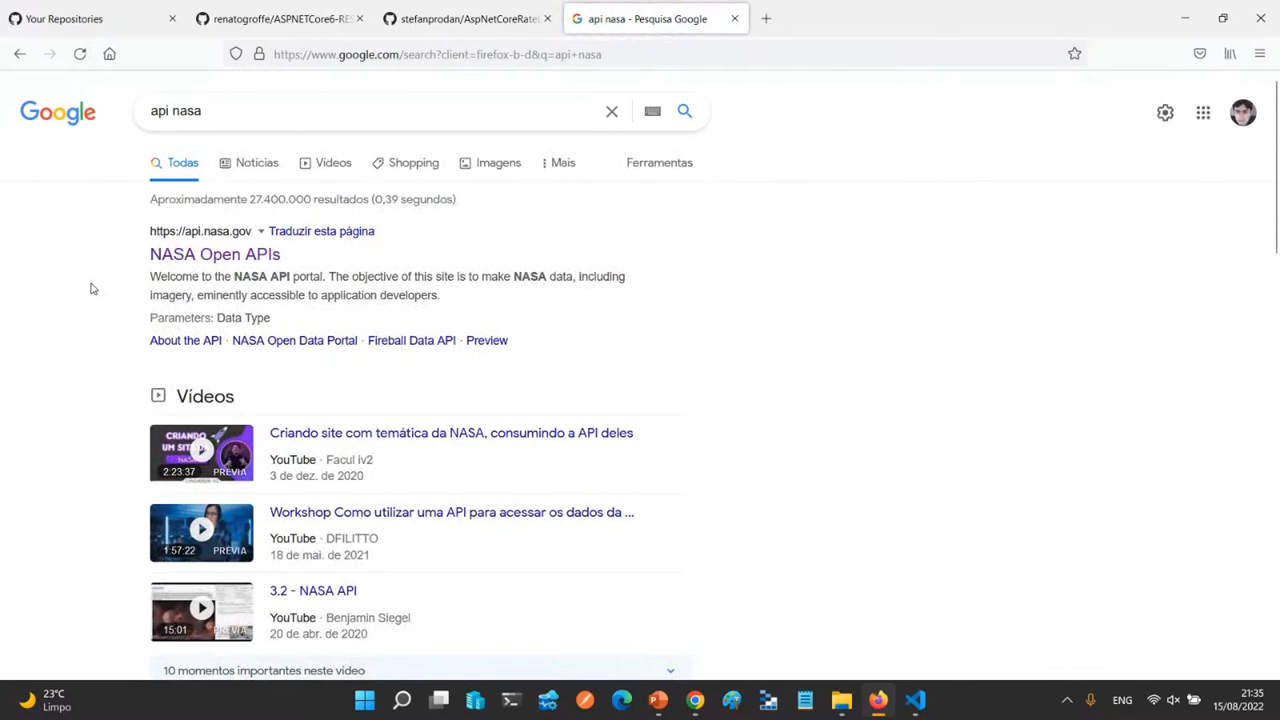 Your Repositories
renatogroffe/ASPNETCore6-RES
stefanprodan/AspNetCoreRateL
api nasa - Pesquisa Google
https://www.google.com/search?client=firefox-b-d&q=api+nasa
Google
api nasa
Todas
Notícias
Vídeos
Shopping
Imagens
Mais
Ferramentas
Aproximadamente 27.400.000 resultados (0,39 segundos)
https://api.nasa.gov
Traduzir esta página
NASA Open APIs
Welcome to the NASA API portal. The objective of this site is to make NASA data, including
imagery, eminently accessible to application developers.
Parameters: Data Type
About the API · NASA Open Data Portal · Fireball Data API · Preview
Vídeos
CRIANDO
UM SIT
NASA
2:23:37
PRÉVIA
Criando site com temática da NASA, consumindo a API deles
YouTube · Facul iv2
3 de dez. de 2020
1:57:22
PRÉVIA
Workshop Como utilizar uma API para acessar os dados da ...
YouTube · DFILITTO
18 de mai. de 2021
15:01
PRÉVIA
3.2 - NASA API
YouTube · Benjamin Siegel
20 de abr. de 2020
10 momentos importantes neste vídeo
23°C
Limpo
ENG
21:35
15/08/2022